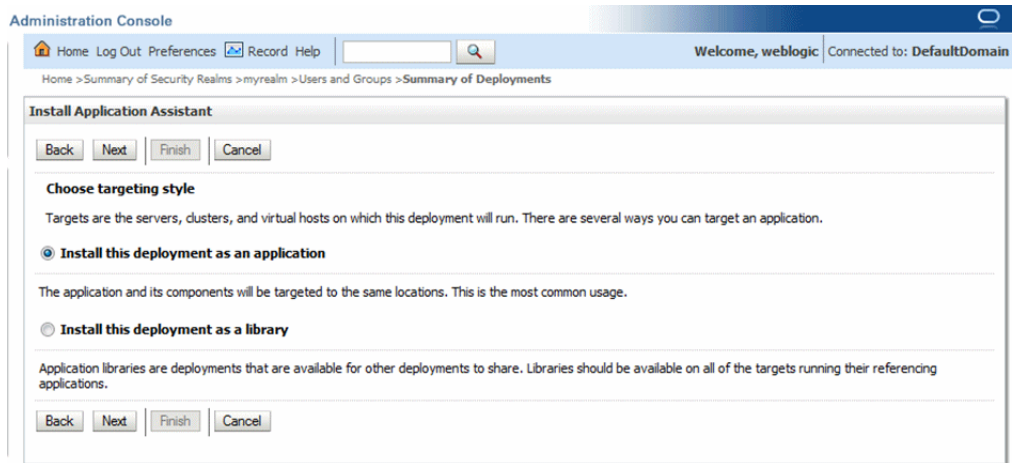 Administration Console
Home Log Out Preferences Record Help
Welcome, weblogic Connected to: DefaultDomain
Home >Summary of Security Realms >myrealm >Users and Groups >Summary of Deployments
Install Application Assistant
Back Next Finish Cancel
Choose targeting style
Targets are the servers, clusters, and virtual hosts on which this deployment will run. There are several ways you can target an application.
Install this deployment as an application
The application and its components will be targeted to the same locations. This is the most common usage.
Install this deployment as a library
Application libraries are deployments that are available for other deployments to share. Libraries should be available on all of the targets running their referencing
applications.
Back Next Finish Cancel